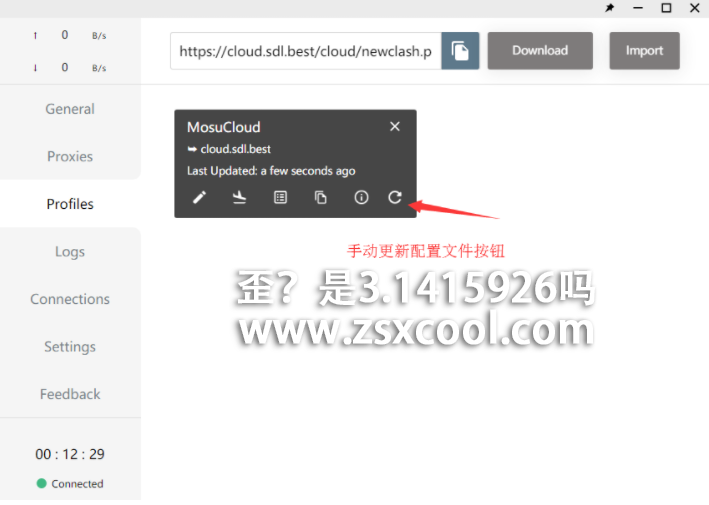 ↑ 0 B/s
↓ 0 B/s
General
Proxies
Profiles
Logs
Connections
Settings
Feedback
00 : 12 : 29
Connected
https://cloud.sdl.best/cloud/newclash.p
Download
Import
MosuCloud
cloud.sdl.best
Last Updated: a few seconds ago
手动更新配置文件按钮
歪？是3.1415926吗
www.zsxcool.com